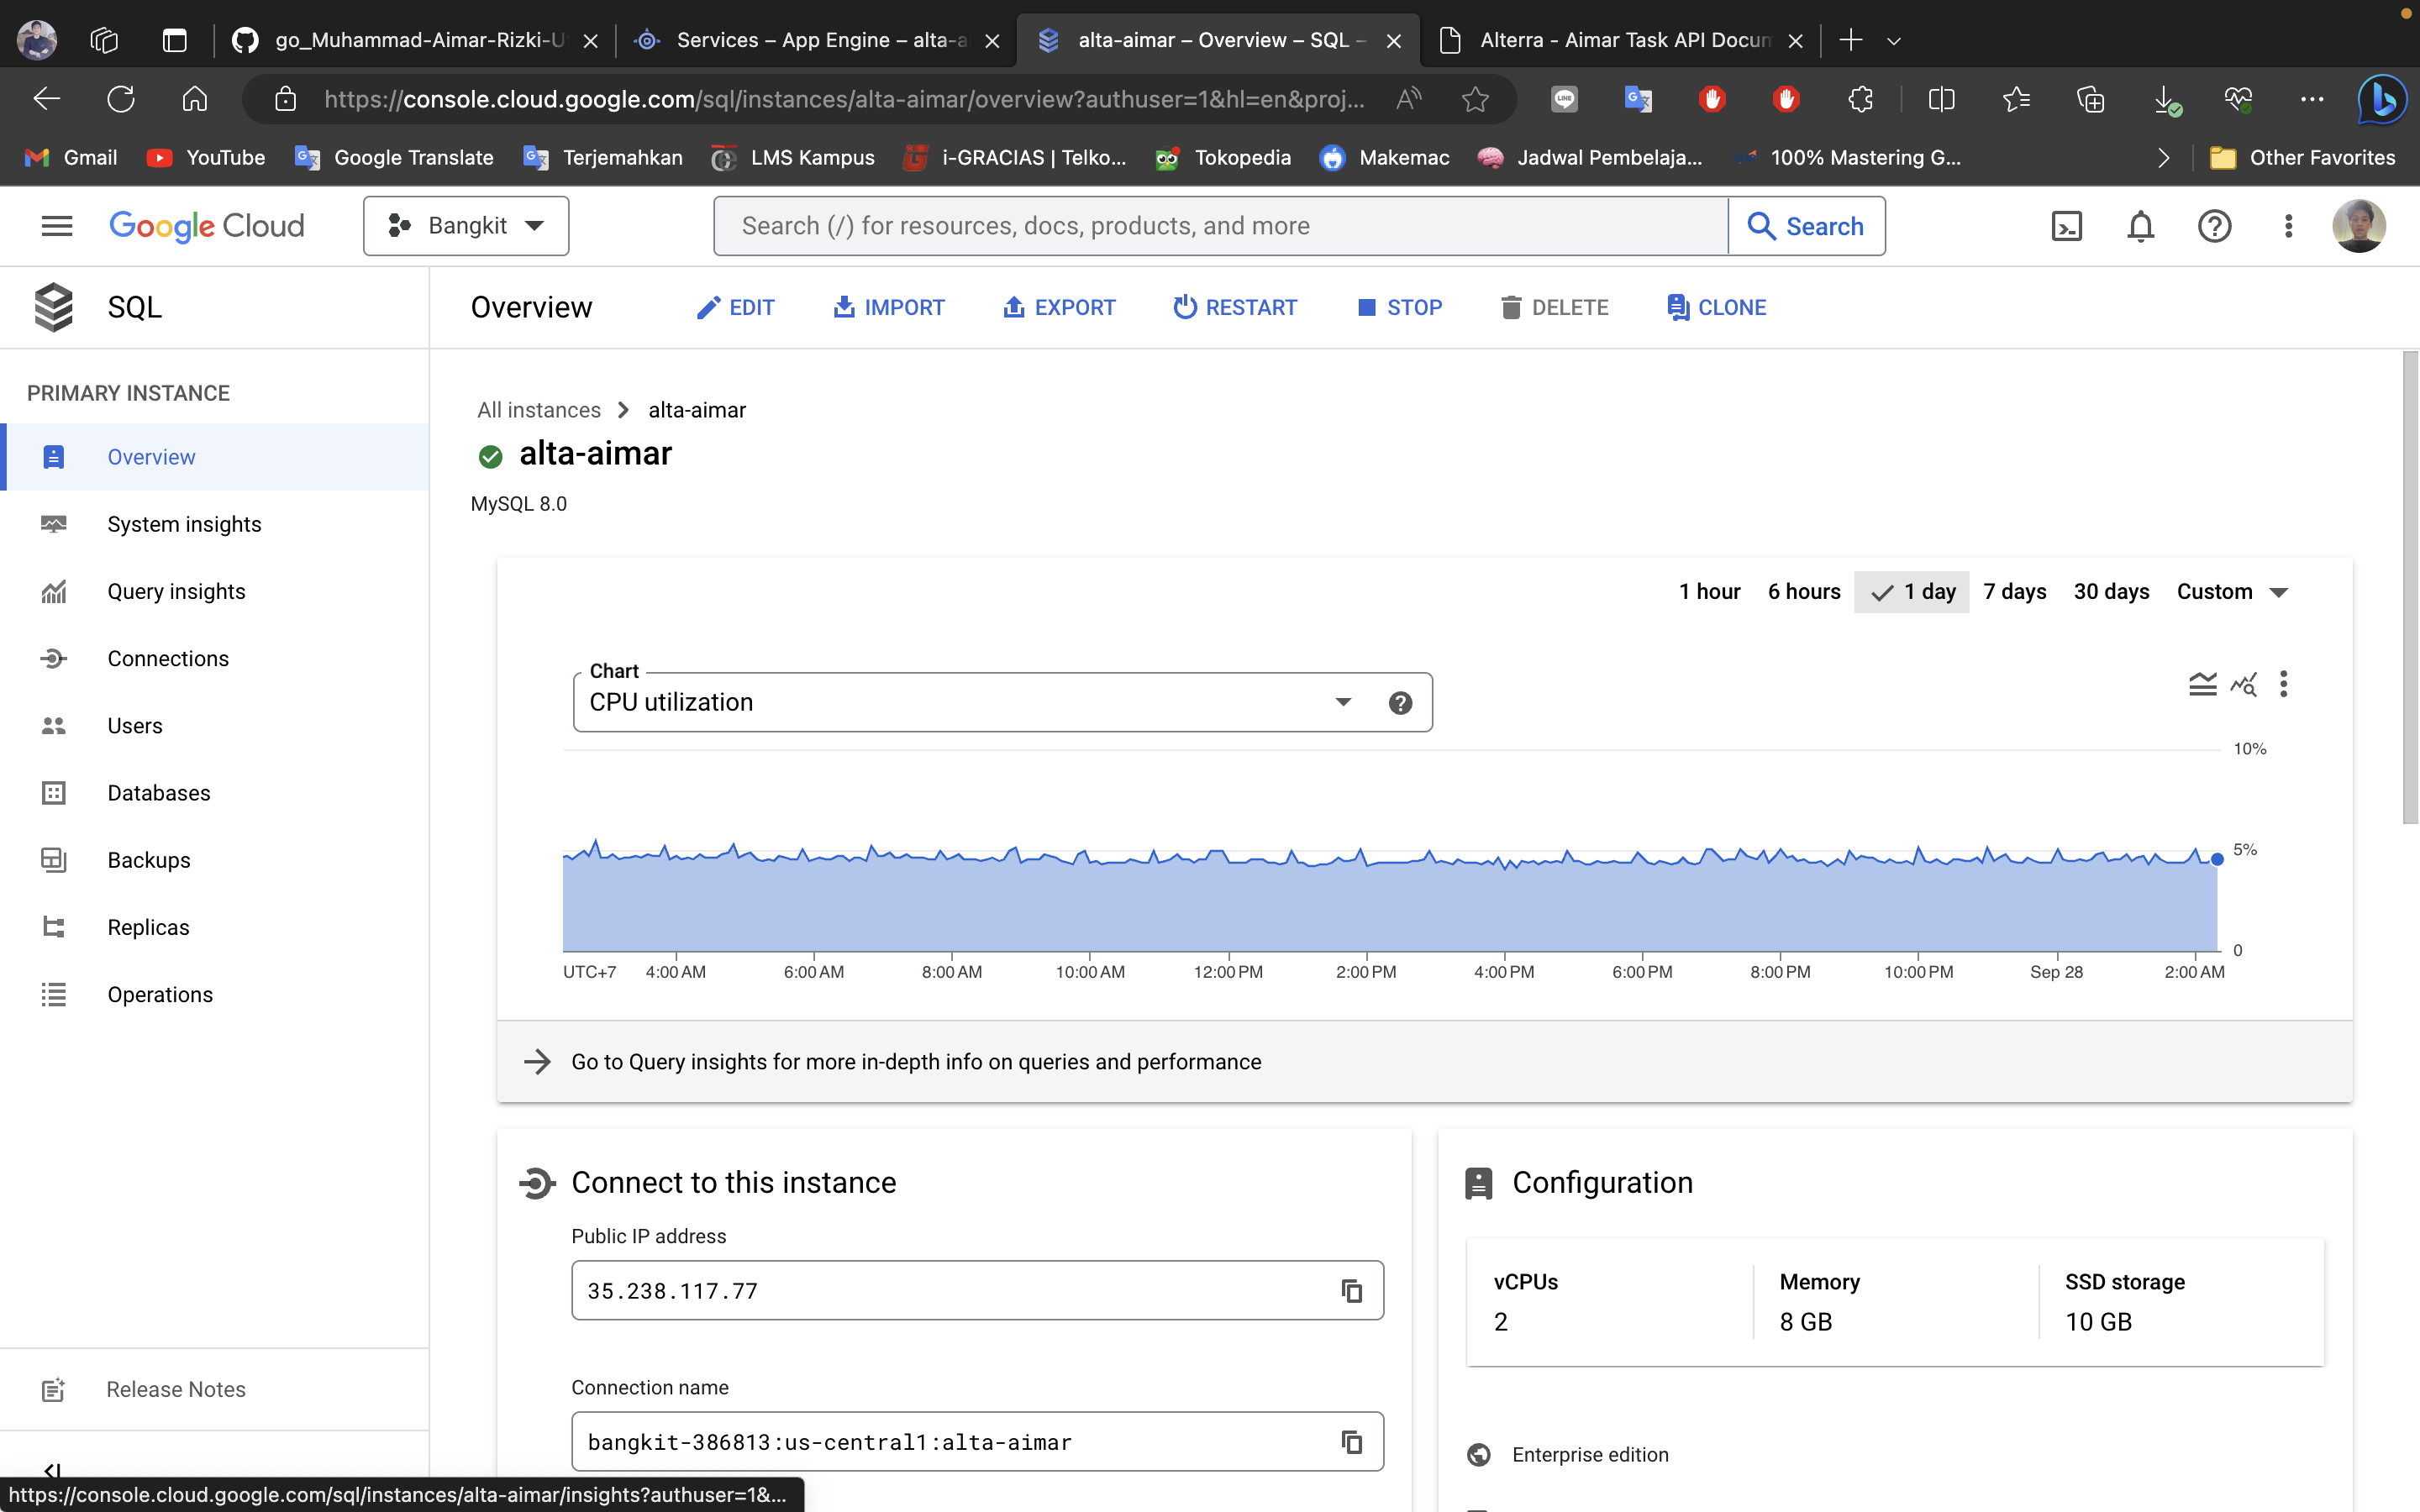 go_Muhammad-Aimar-Rizki-U
Services – App Engine – alta-a
alta-aimar – Overview – SQL –
Alterra - Aimar Task API Docum
https://console.cloud.google.com/sql/instances/alta-aimar/overview?authuser=1&hl=en&proj...
LINE
Gmail
YouTube
Google Translate
Terjemahkan
LMS Kampus
i-GRACIAS | Telko...
Tokopedia
Makemac
Jadwal Pembelaja...
100% Mastering G...
Other Favorites
Google Cloud
Bangkit
Search (/) for resources, docs, products, and more
Search
SQL
Overview
EDIT
IMPORT
EXPORT
RESTART
STOP
DELETE
CLONE
PRIMARY INSTANCE
Overview
System insights
Query insights
Connections
Users
Databases
Backups
Replicas
Operations
Release Notes
All instances
alta-aimar
alta-aimar
MySQL 8.0
1 hour
6 hours
1 day
7 days
30 days
Custom
Chart
CPU utilization
10%
5%
0
UTC+7
4:00 AM
6:00 AM
8:00 AM
10:00 AM
12:00 PM
2:00 PM
4:00 PM
6:00 PM
8:00 PM
10:00 PM
Sep 28
2:00 AM
Go to Query insights for more in-depth info on queries and performance
Connect to this instance
Public IP address
35.238.117.77
Connection name
bangkit-386813:us-central1:alta-aimar
Configuration
vCPUs
2
Memory
8 GB
SSD storage
10 GB
Enterprise edition
https://console.cloud.google.com/sql/instances/alta-aimar/insights?authuser=1&...